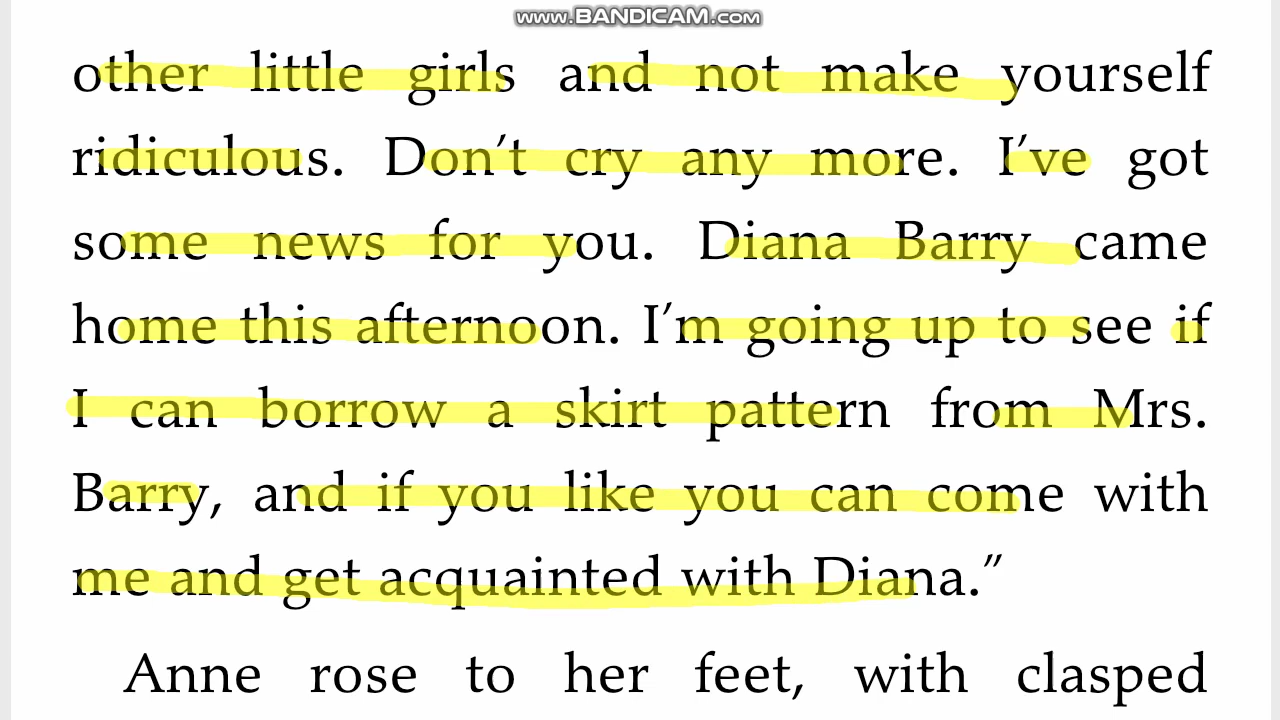 www.BANDICAM.com
other little girls and not make yourself
ridiculous. Don′t cry any more. I′ve got
some news for you. Diana Barry came
home this afternoon. I′m going up to see if
I can borrow a skirt pattern from Mrs.
Barry, and if you like you can come with
me and get acquainted with Diana.″
Anne rose to her feet, with clasped